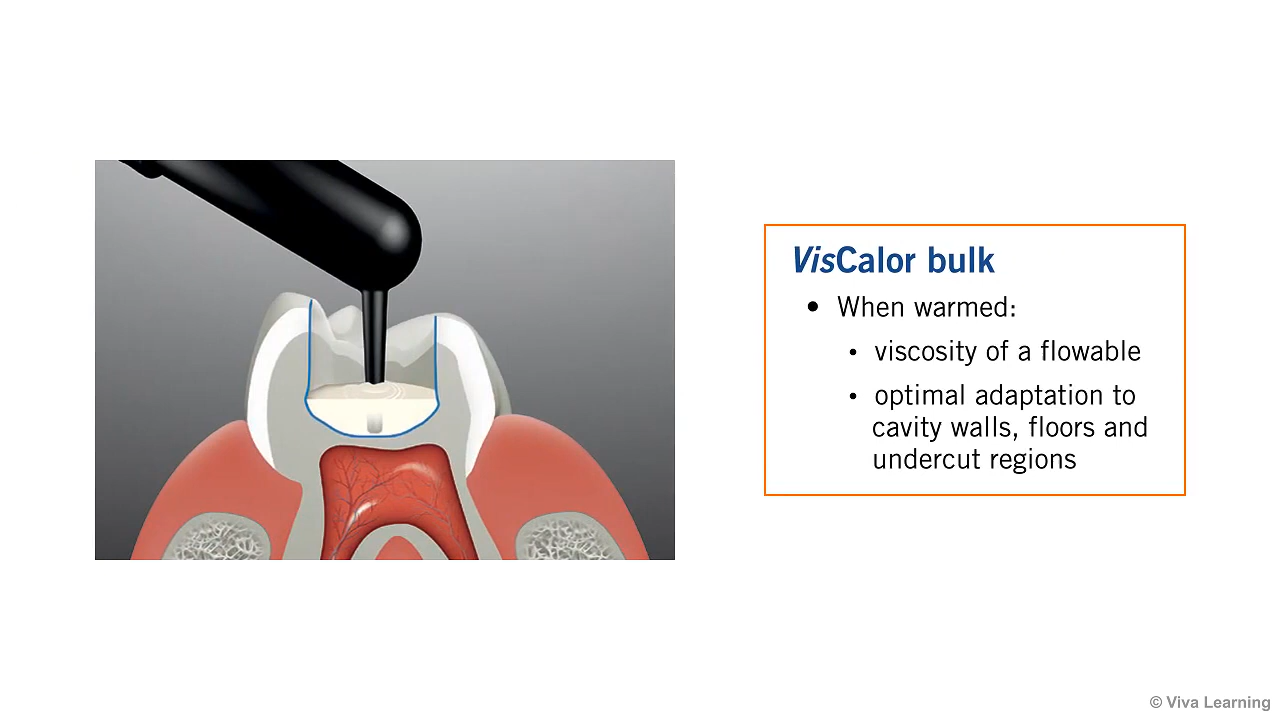 VisCalor bulk
• When warmed:
• viscosity of a flowable
• optimal adaptation to
cavity walls, floors and
undercut regions
© Viva Learning